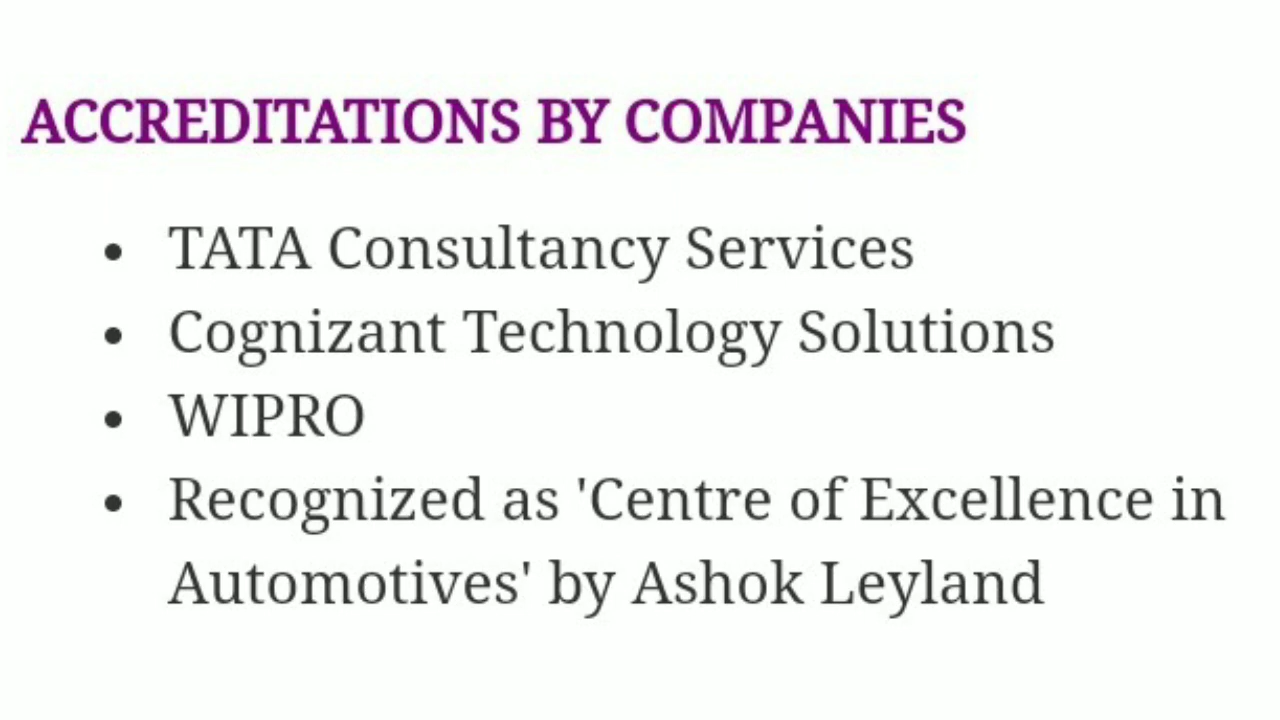 ACCREDITATIONS BY COMPANIES
• TATA Consultancy Services
• Cognizant Technology Solutions
• WIPRO
• Recognized as 'Centre of Excellence in
Automotives' by Ashok Leyland